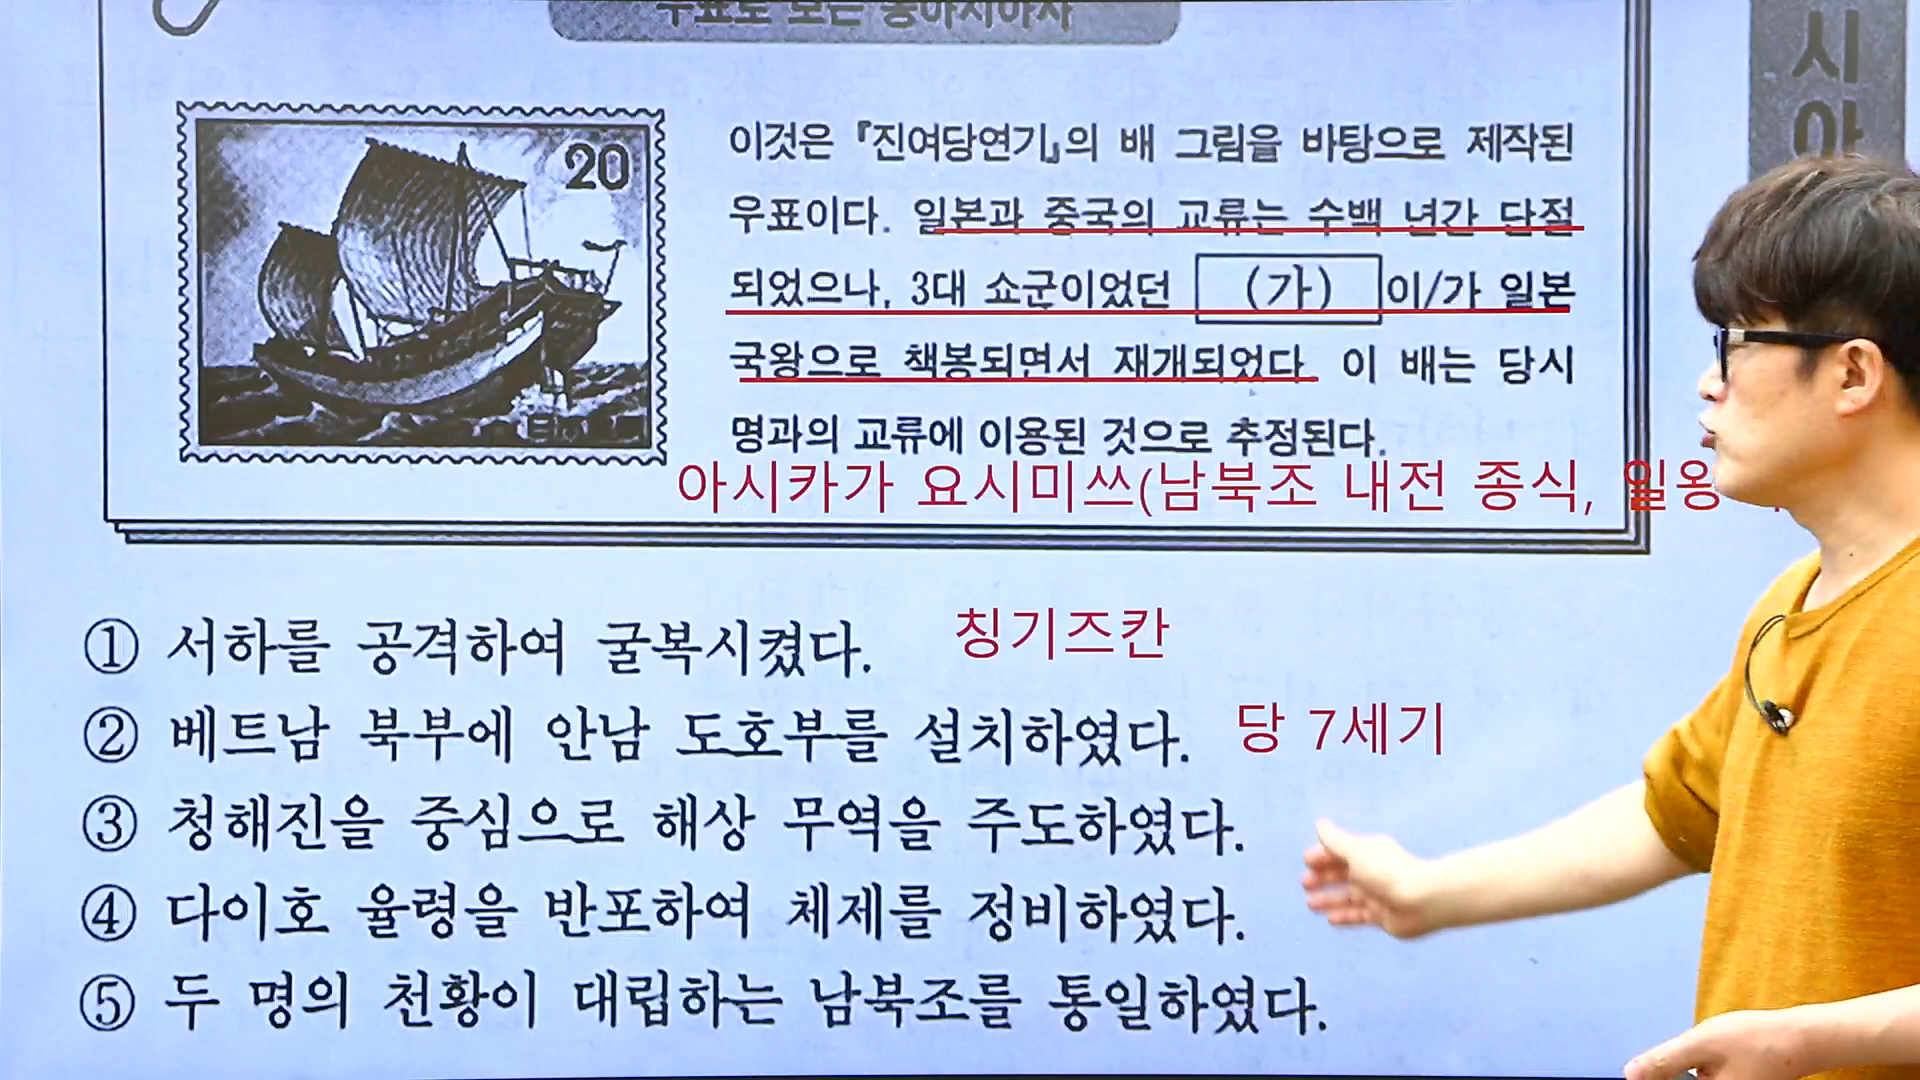 우표로 보는 동아시아사
시
아
20
이것은 『진여당연기』의 배 그림을 바탕으로 제작된
우표이다. 일본과 중국의 교류는 수백 년간 단절
되었으나, 3대 쇼군이었던 (가) 이/가 일본
국왕으로 책봉되면서 재개되었다. 이 배는 당시
명과의 교류에 이용된 것으로 추정된다.
아시카가 요시미쓰(남북조 내전 종식, 일왕
① 서하를 공격하여 굴복시켰다. 칭기즈칸
② 베트남 북부에 안남 도호부를 설치하였다. 당 7세기
③ 청해진을 중심으로 해상 무역을 주도하였다.
④ 다이호 율령을 반포하여 체제를 정비하였다.
⑤ 두 명의 천황이 대립하는 남북조를 통일하였다.